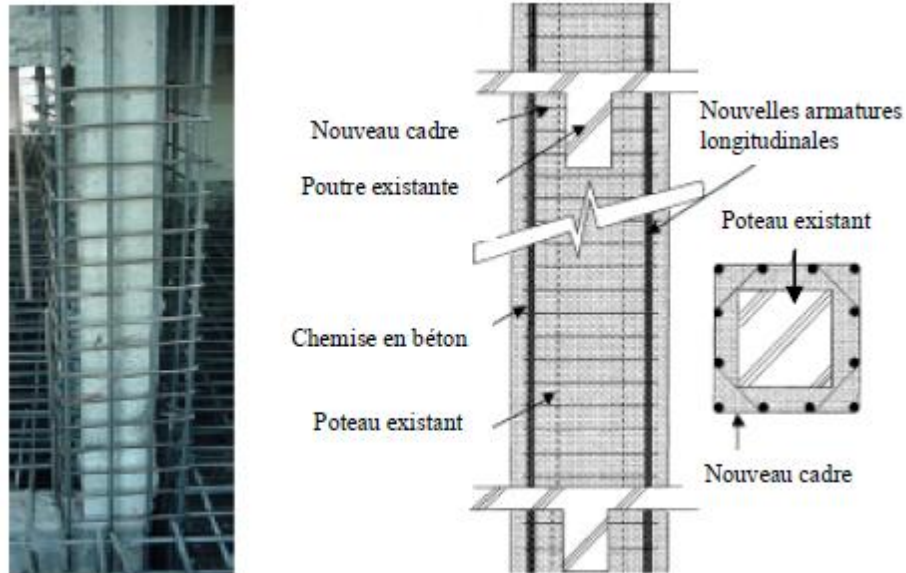 Nouveau cadre
Poutre existante
Nouvelles armatures
longitudinales
Poteau existant
Chemise en béton
Poteau existant
Nouveau cadre